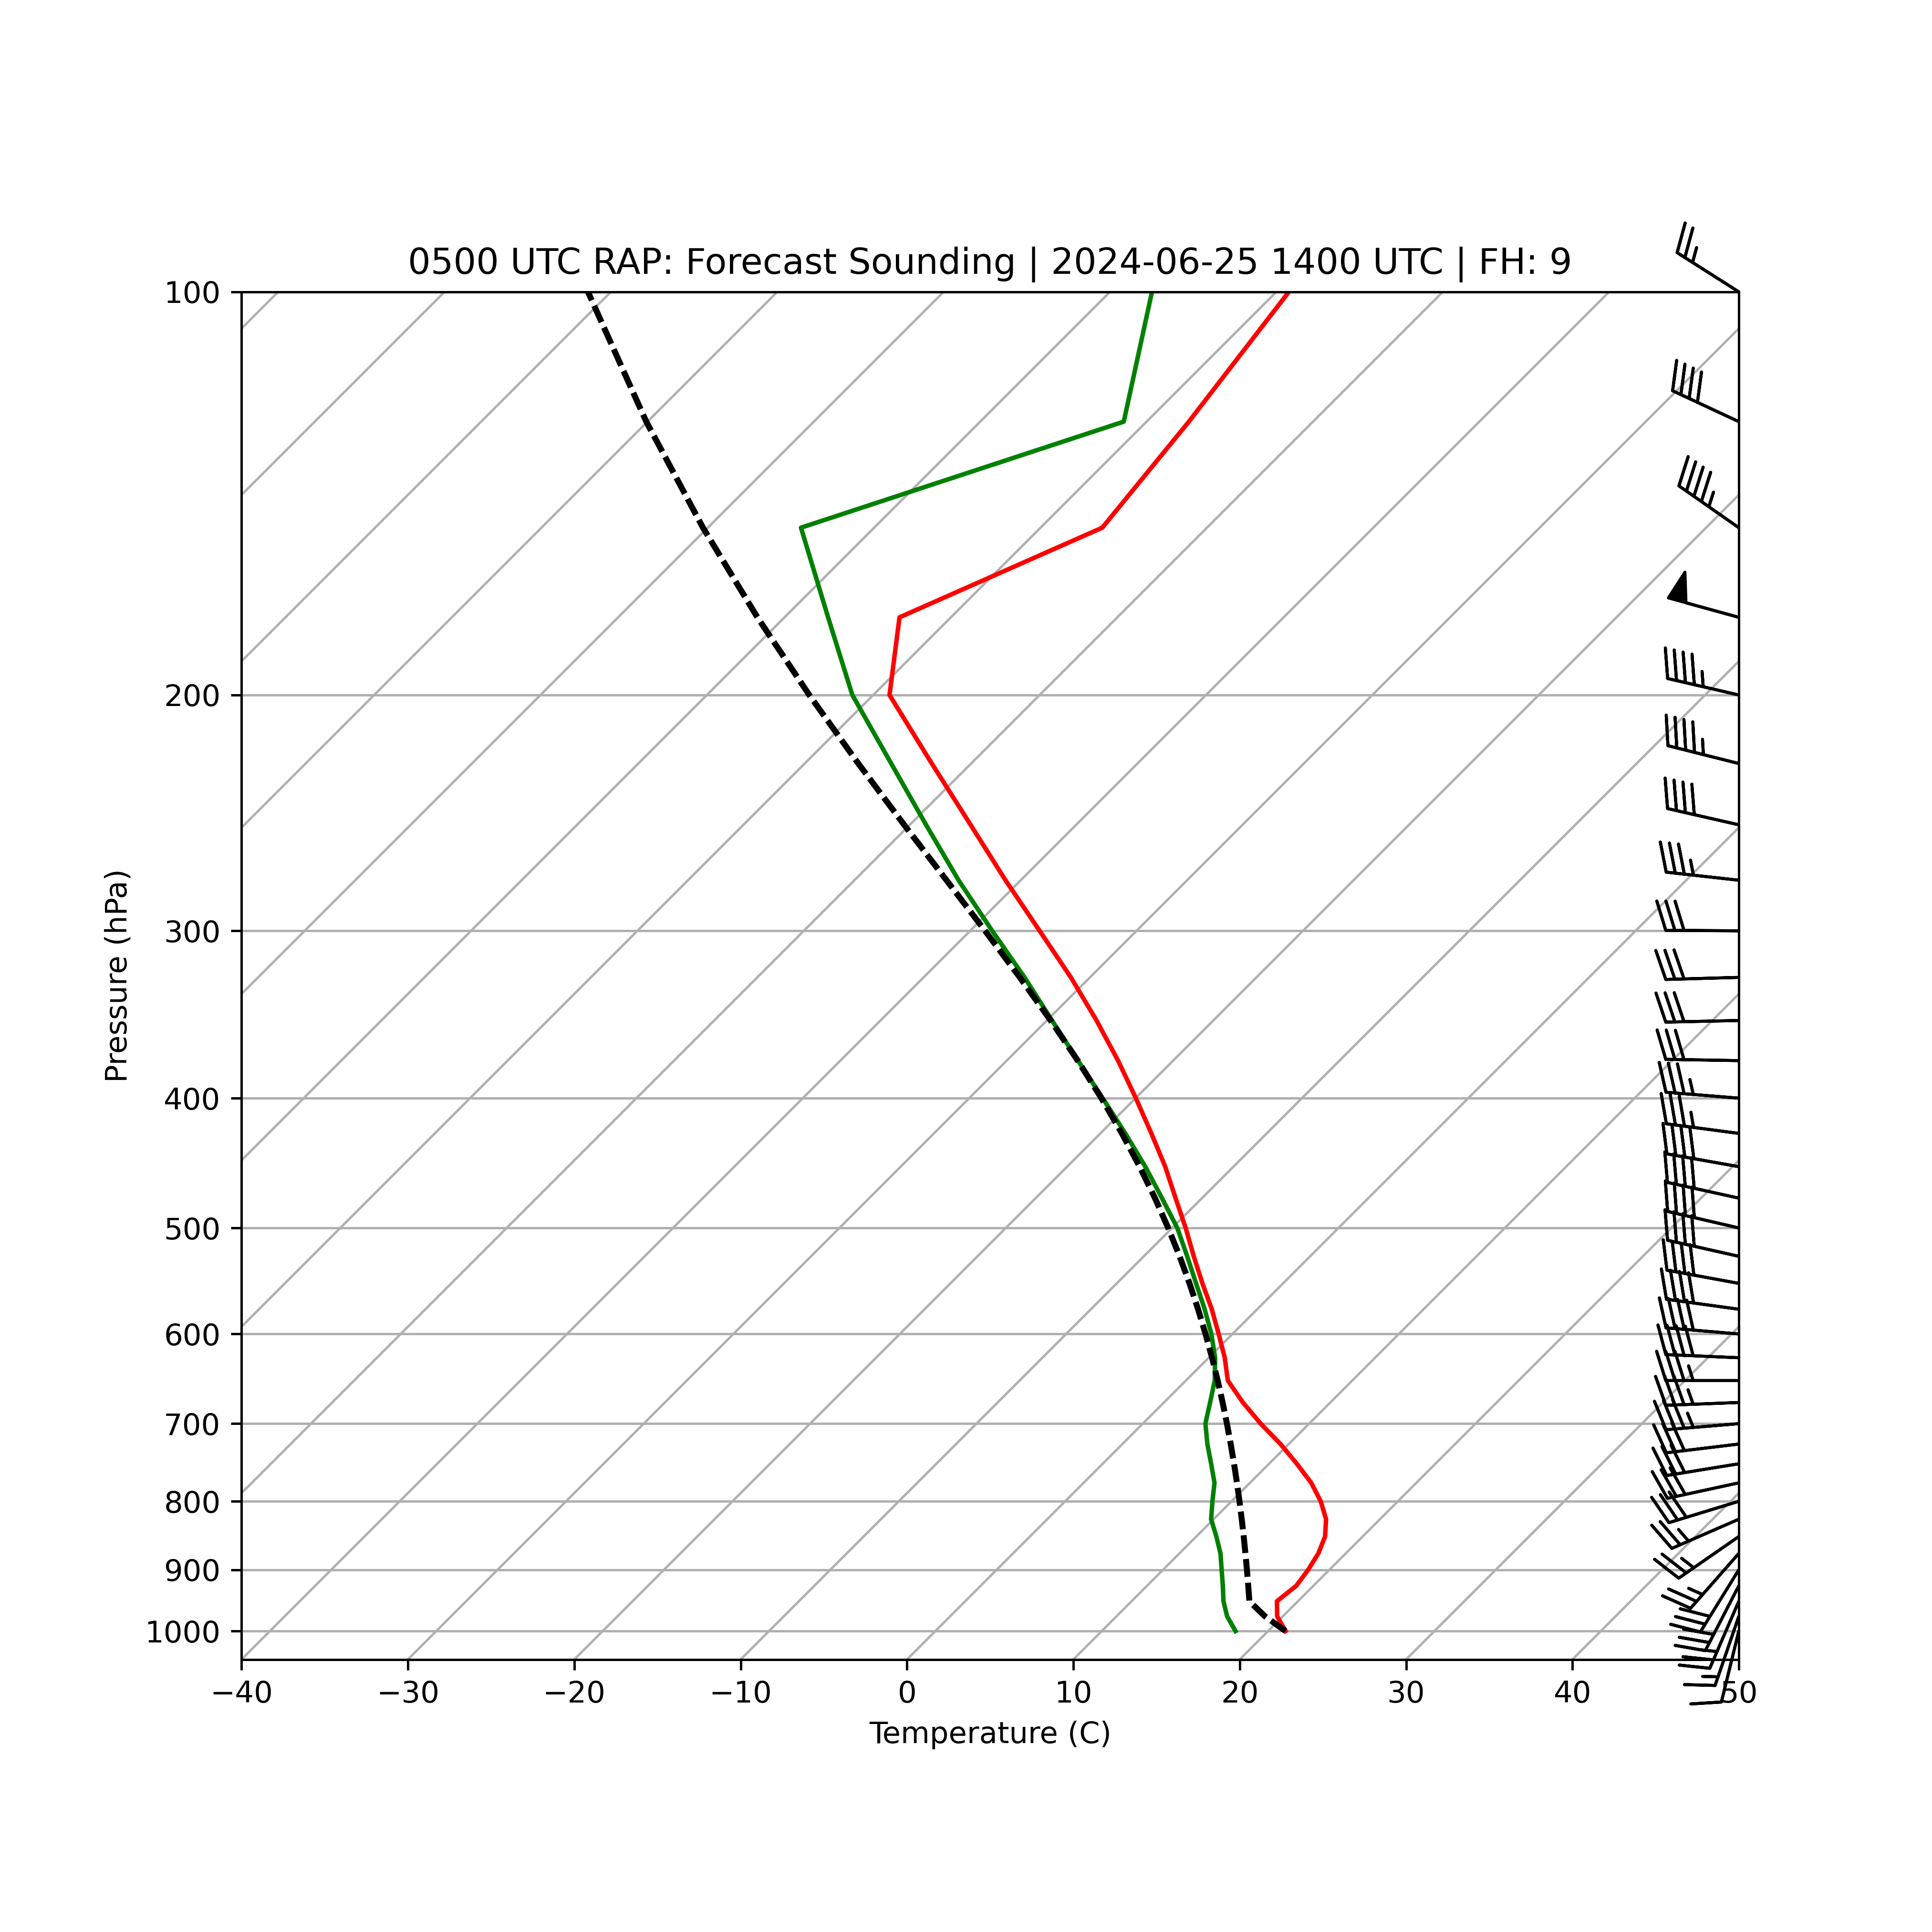 0500 UTC RAP: Forecast Sounding | 2024-06-25 1400 UTC | FH: 9
100
200
300
400
500
600
700
800
900
1000
Pressure (hPa)
−40 −30 −20 −10 0 10 20 30 40 50
Temperature (C)